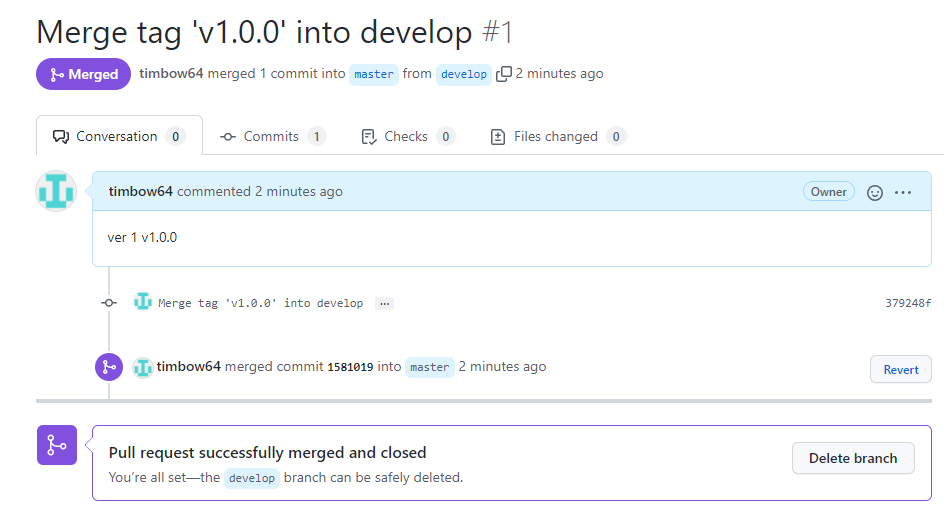 Merge tag 'v1.0.0' into develop #1
Merged timbow64 merged 1 commit into master from develop 2 minutes ago
Conversation 0 Commits 1 Checks 0 Files changed 0
timbow64 commented 2 minutes ago Owner ...
ver 1 v1.0.0
Merge tag 'v1.0.0' into develop ... 379248f
timbow64 merged commit 1581019 into master 2 minutes ago Revert
Pull request successfully merged and closed
You're all set—the develop branch can be safely deleted.
Delete branch